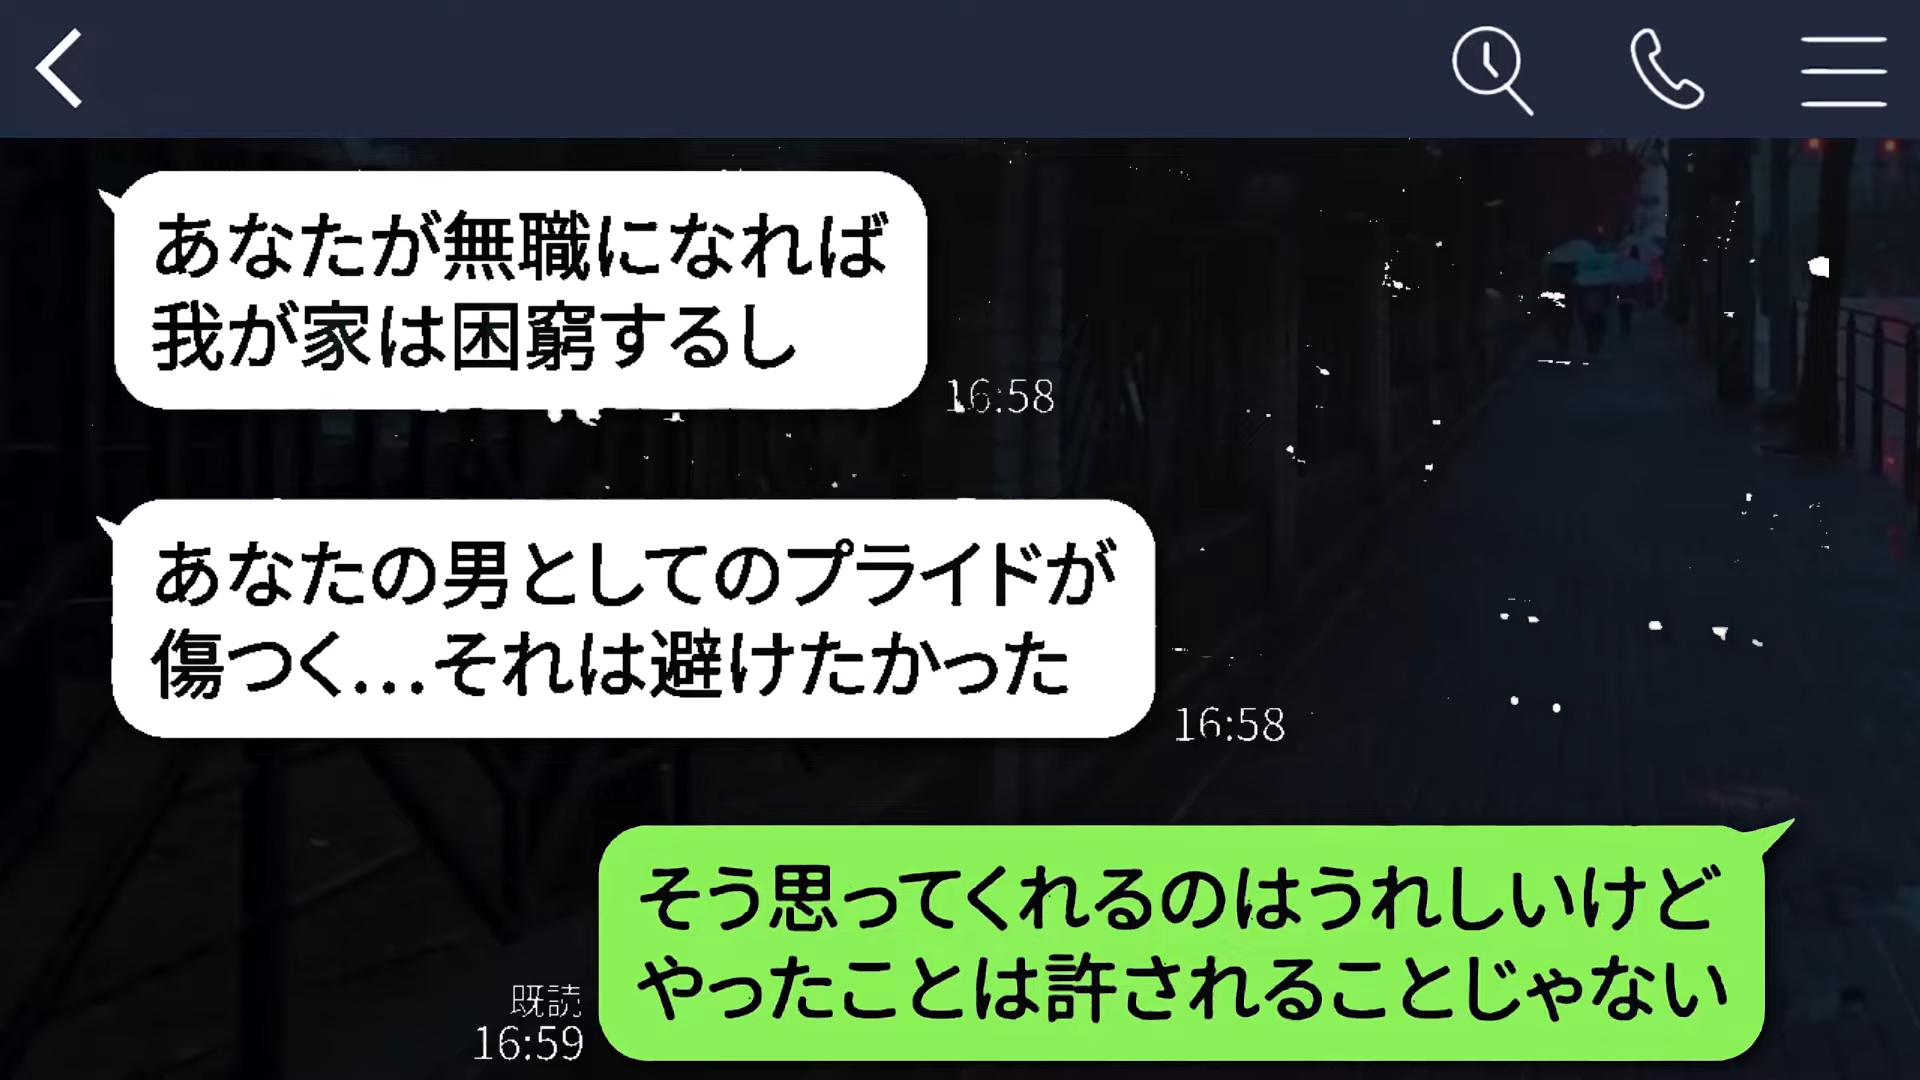 あなたが無職になれば
我が家は困窮するし
16:58
あなたの男としてのプライドが
傷つく…それは避けたかった
16:58
そう思ってくれるのはうれしいけど
やったことは許されることじゃない
既読
16:59